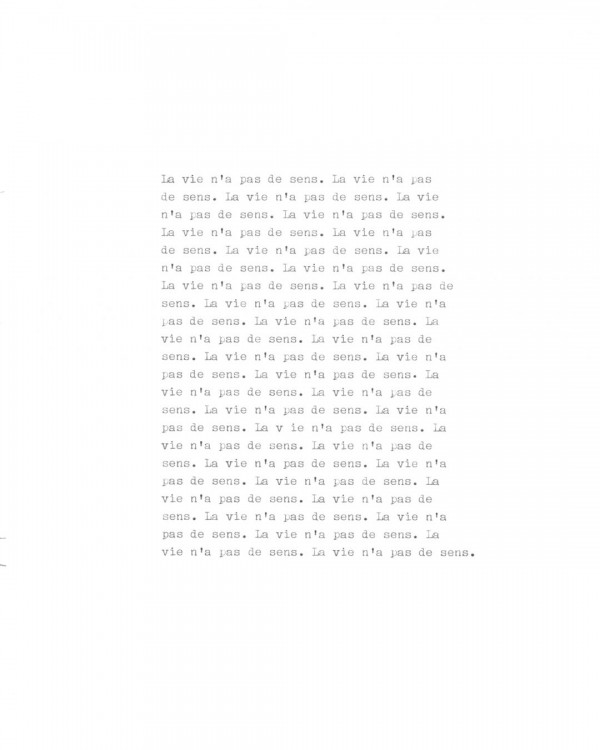 La vie n'a pas de sens. La vie n'a pas
de sens. La vie n'a pas de sens. La vie
n'a pas de sens. La vie n'a pas de sens.
La vie n'a pas de sens. La vie n'a pas
de sens. La vie n'a pas de sens. La vie
n'a pas de sens. La vie n'a pas de sens.
La vie n'a pas de sens. La vie n'a pas de
sens. La vie n'a pas de sens. La vie n'a
pas de sens. La vie n'a pas de sens. La
vie n'a pas de sens. La vie n'a pas de
sens. La vie n'a pas de sens. La vie n'a
pas de sens. La vie n'a pas de sens. La
vie n'a pas de sens. La vie n'a pas de
sens. La vie n'a pas de sens. La vie n'a
pas de sens. La v ie n'a pas de sens. La
vie n'a pas de sens. La vie n'a pas de
sens. La vie n'a pas de sens. La vie n'a
pas de sens. La vie n'a pas de sens. La
vie n'a pas de sens. La vie n'a pas de
sens. La vie n'a pas de sens. La vie n'a
pas de sens. La vie n'a pas de sens. La
vie n'a pas de sens. La vie n'a pas de sens.